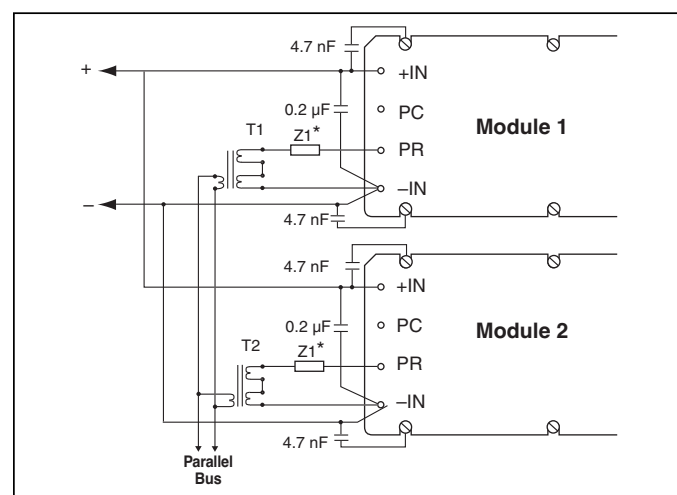 4.7 nF
+
+IN
0.2 µF
PC
Module 1
T1
Z1*
PR
–IN
–
4.7 nF
4.7 nF
+IN
0.2 µF
PC
Module 2
T2
Z1*
PR
–IN
4.7 nF
Parallel
Bus